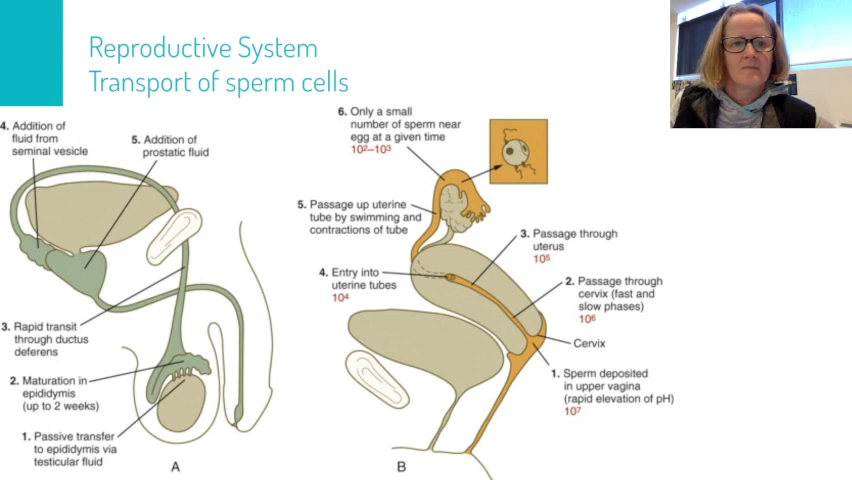 Reproductive System
Transport of sperm cells
4. Addition of
fluid from
seminal vesicle
5. Addition of
prostatic fluid
3. Rapid transit
through ductus
deferens
2. Maturation in
epididymis
(up to 2 weeks)
1. Passive transfer
to epididymis via
testicular fluid
A
6. Only a small
number of sperm near
egg at a given time
10²–10³
5. Passage up uterine
tube by swimming and
contractions of tube
4. Entry into
uterine tubes
10⁴
3. Passage through
uterus
10⁵
2. Passage through
cervix (fast and
slow phases)
10⁶
Cervix
1. Sperm deposited
in upper vagina
(rapid elevation of pH)
10⁷
B